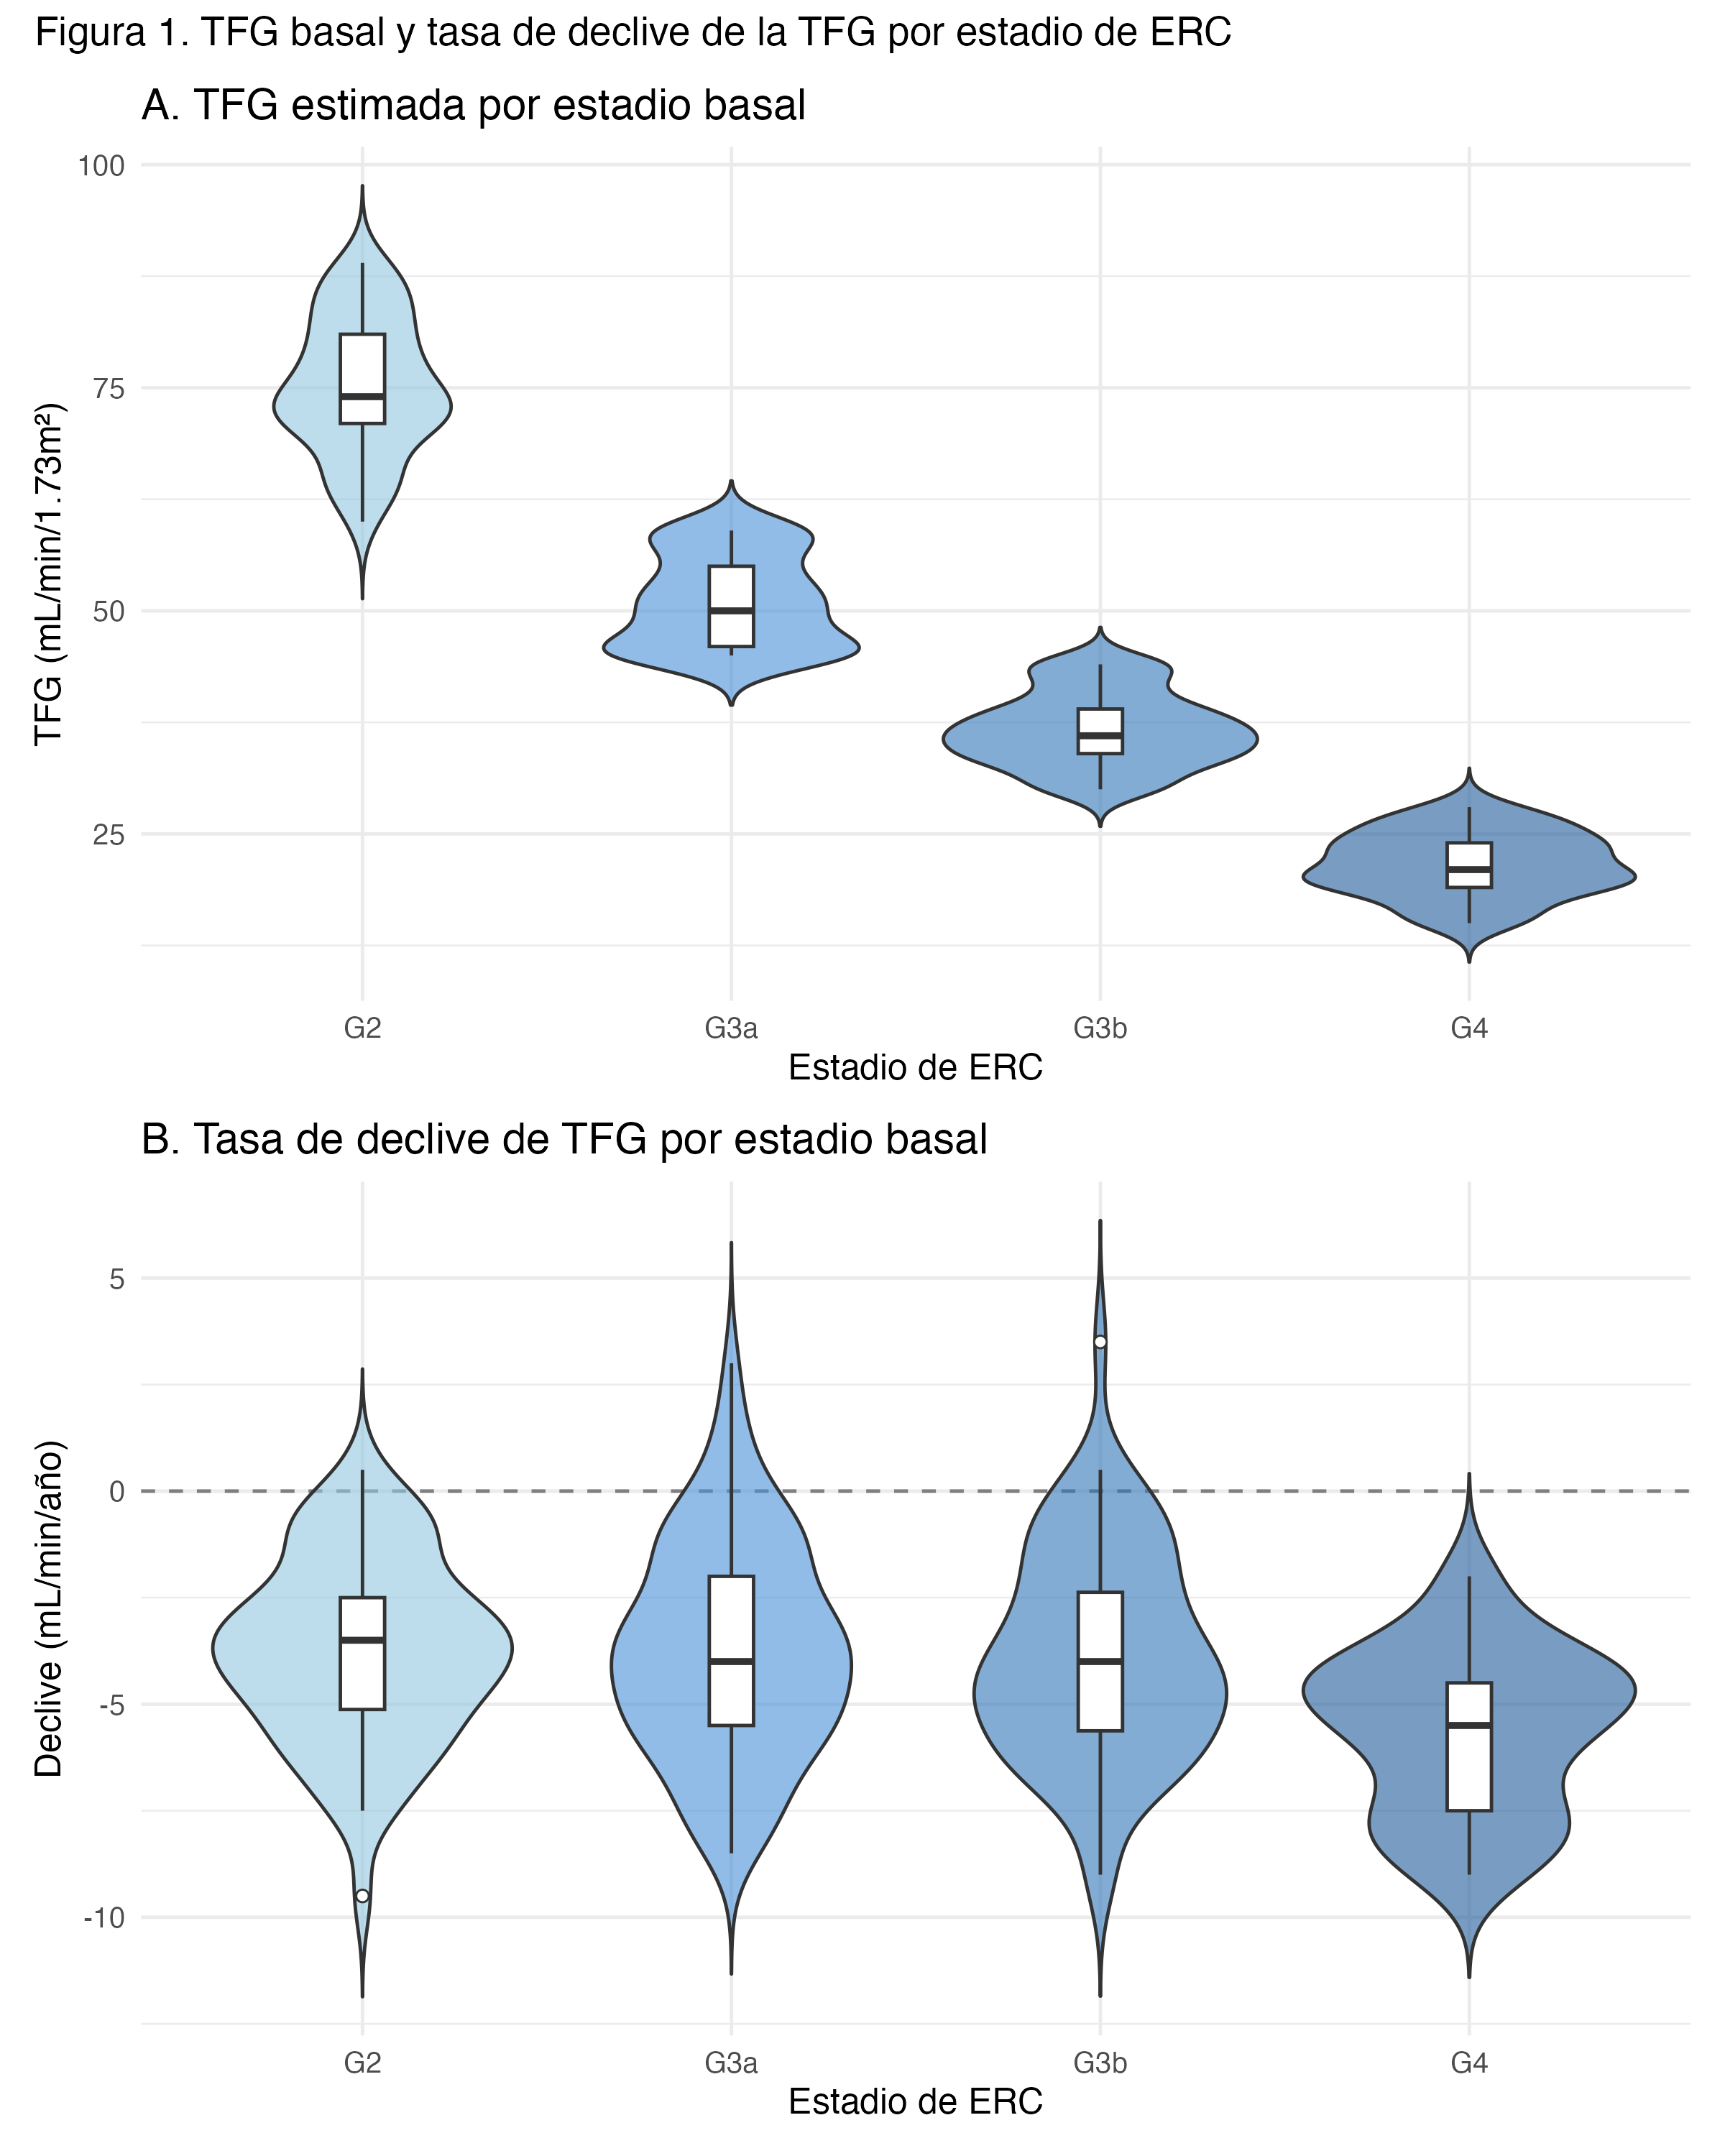 Figura 1. TFG basal y tasa de declive de la TFG por estadio de ERC
A. TFG estimada por estadio basal
TFG (mL/min/1.73m²)
100
75
50
25
G2 G3a G3b G4
Estadio de ERC
B. Tasa de declive de TFG por estadio basal
Declive (mL/min/año)
5
0
-5
-10
G2 G3a G3b G4
Estadio de ERC